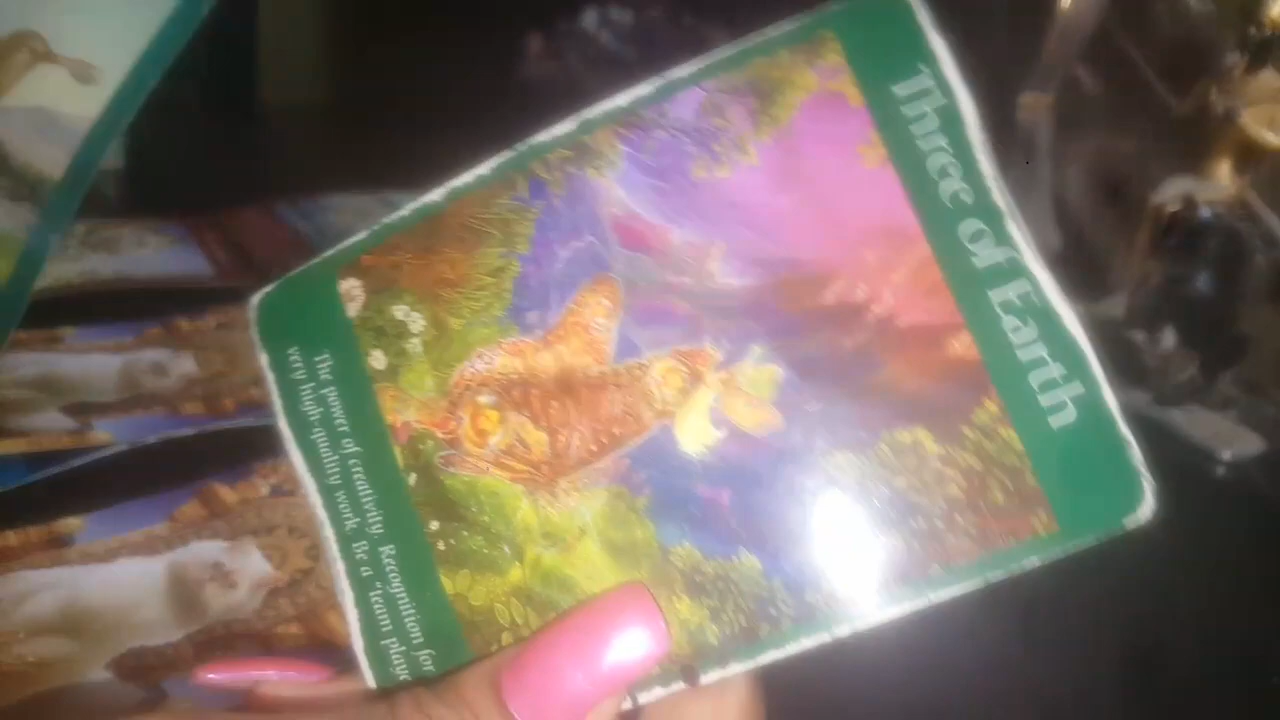 Three of Earth
The power of creativity. Recognition for
very high-quality work. Be a "team playe